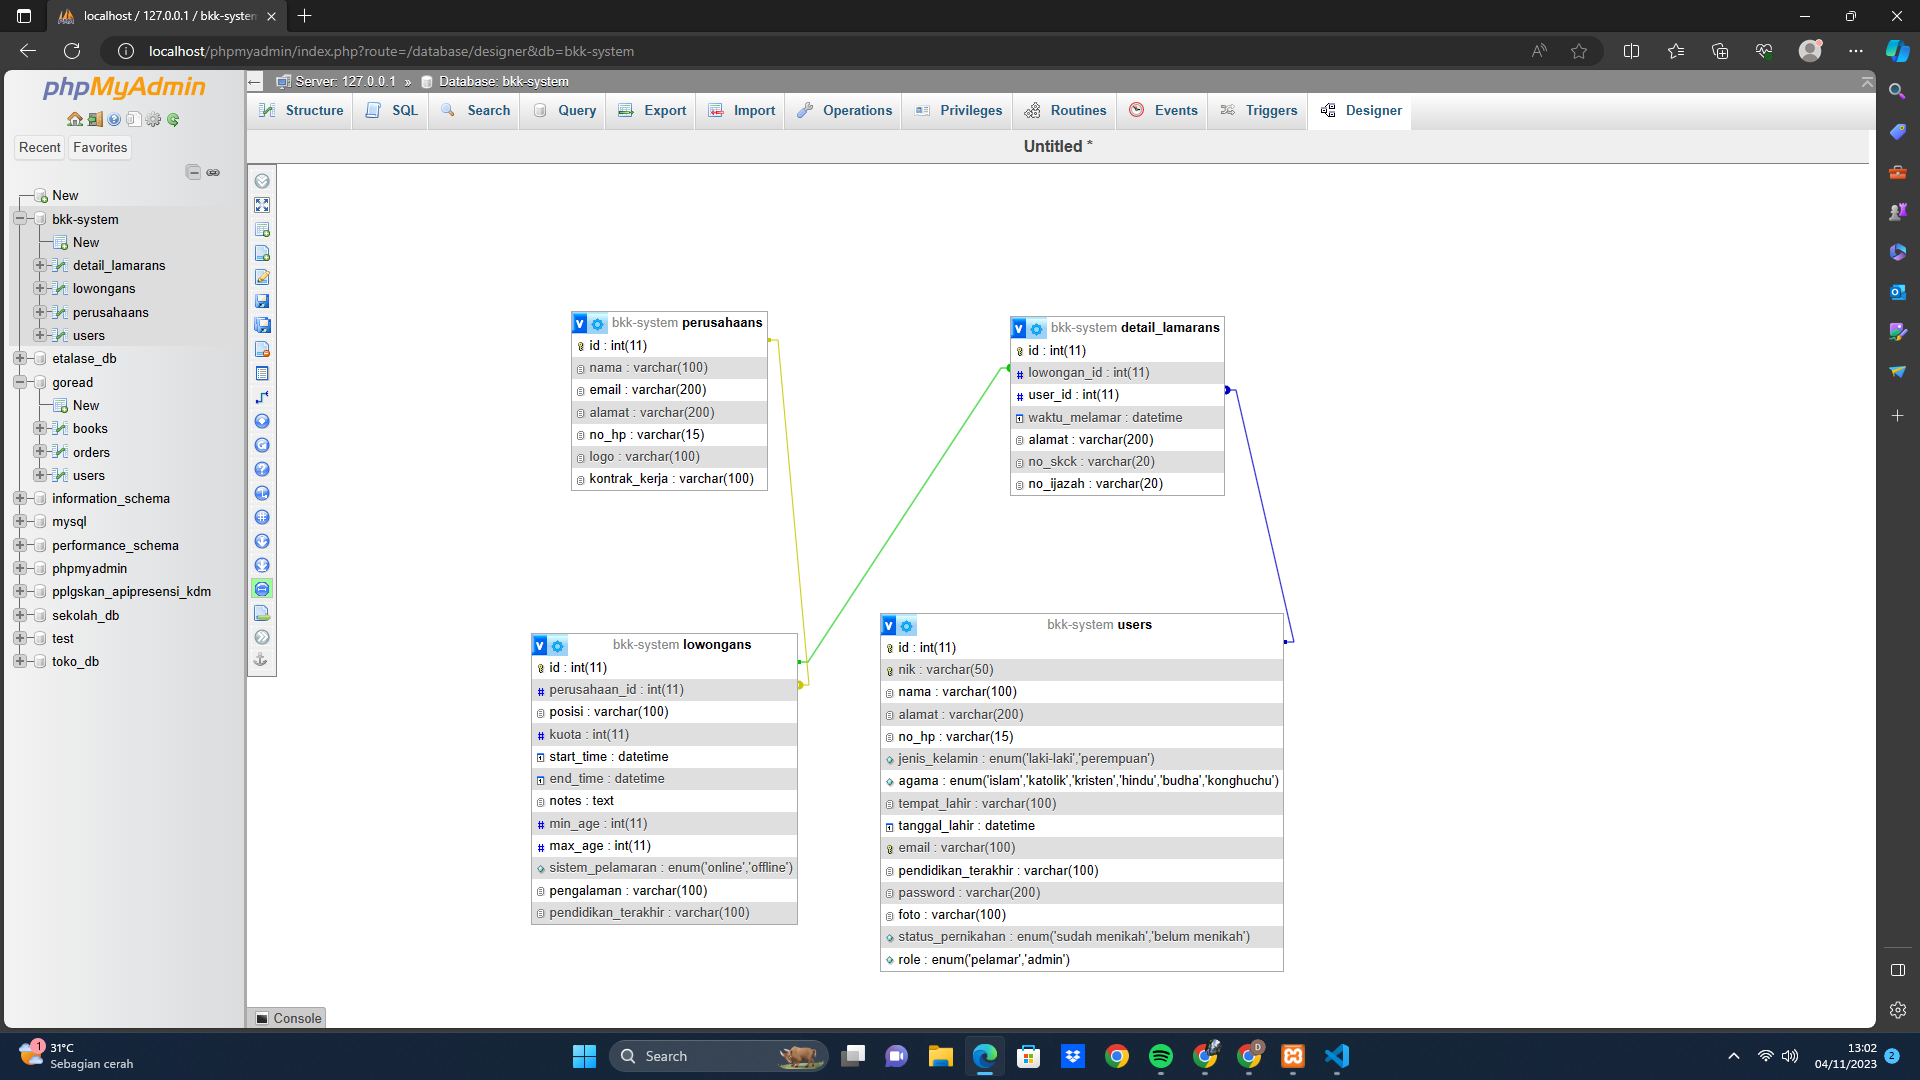 localhost / 127.0.0.1 / bkk-system
localhost/phpmyadmin/index.php?route=/database/designer&db=bkk-system
phpMyAdmin
Recent
Favorites
New
bkk-system
New
detail_lamarans
lowongans
perusahaans
users
etalase_db
goread
New
books
orders
users
information_schema
mysql
performance_schema
phpmyadmin
pplgskan_apipresensi_kdm
sekolah_db
test
toko_db
Server: 127.0.0.1 » Database: bkk-system
Structure
SQL
Search
Query
Export
Import
Operations
Privileges
Routines
Events
Triggers
Designer
Untitled *
v bkk-system perusahaans
id : int(11)
nama : varchar(100)
email : varchar(200)
alamat : varchar(200)
no_hp : varchar(15)
logo : varchar(100)
kontrak_kerja : varchar(100)
v bkk-system detail_lamarans
id : int(11)
# lowongan_id : int(11)
# user_id : int(11)
waktu_melamar : datetime
alamat : varchar(200)
no_skck : varchar(20)
no_ijazah : varchar(20)
v bkk-system lowongans
id : int(11)
# perusahaan_id : int(11)
posisi : varchar(100)
# kuota : int(11)
start_time : datetime
end_time : datetime
notes : text
# min_age : int(11)
# max_age : int(11)
sistem_pelamaran : enum('online','offline')
pengalaman : varchar(100)
pendidikan_terakhir : varchar(100)
v bkk-system users
id : int(11)
nik : varchar(50)
nama : varchar(100)
alamat : varchar(200)
no_hp : varchar(15)
jenis_kelamin : enum('laki-laki','perempuan')
agama : enum('islam','katolik','kristen','hindu','budha','konghuchu')
tempat_lahir : varchar(100)
tanggal_lahir : datetime
email : varchar(100)
pendidikan_terakhir : varchar(100)
password : varchar(200)
foto : varchar(100)
status_pernikahan : enum('sudah menikah','belum menikah')
role : enum('pelamar','admin')
Console
1
31°C
Sebagian cerah
Search
D
13:02
04/11/2023
2